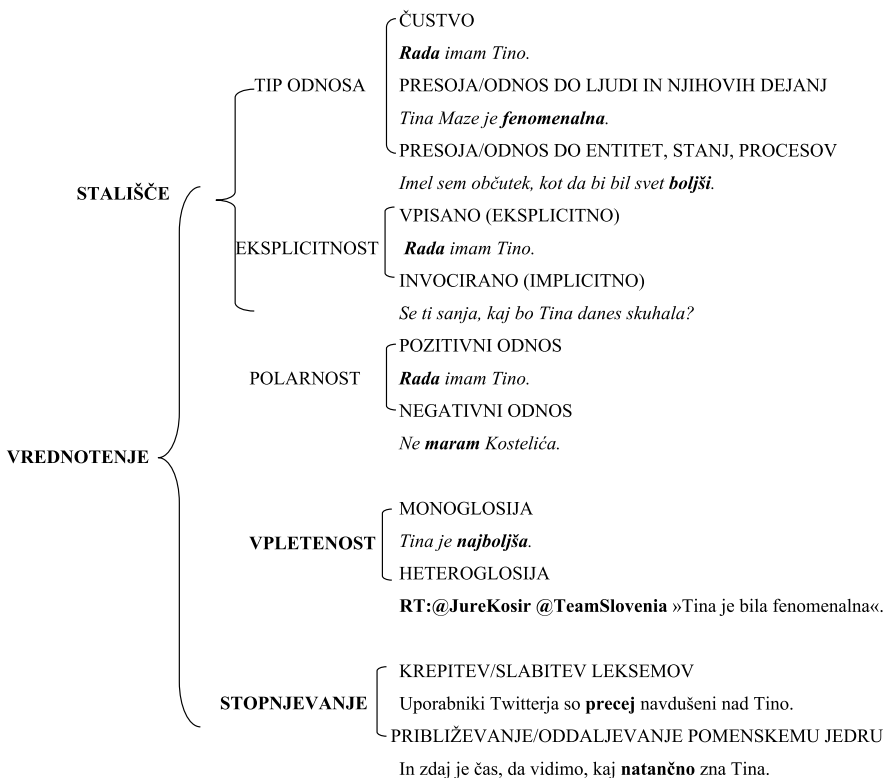 ČUSTVO
Rada imam Tino.
TIP ODNOSA
PRESOJA/ODNOS DO LJUDI IN NJIHOVIH DEJANJ
Tina Maze je fenomenalna.
PRESOJA/ODNOS DO ENTITET, STANJ, PROCESOV
Imel sem občutek, kot da bi bil svet boljši.
STALIŠČE
VPISANO (EKSPLICITNO)
EKSPLICITNOST
Rada imam Tino.
INVOCIRANO (IMPLICITNO)
Se ti sanja, kaj bo Tina danes skuhala?
POZITIVNI ODNOS
POLARNOST
Rada imam Tino.
NEGATIVNI ODNOS
Ne maram Kostelića.
VREDNOTENJE
MONOGLOSIJA
VPLETENOST
Tina je najboljša.
HETEROGLOSIJA
RT:@JureKosir @TeamSlovenia »Tina je bila fenomenalna«.
KREPITEV/SLABITEV LEKSEMOV
STOPNJEVANJE
Uporabniki Twitterja so precej navdušeni nad Tino.
PRIBLIŽEVANJE/ODDALJEVANJE POMENSKEMU JEDRU
In zdaj je čas, da vidimo, kaj natančno zna Tina.